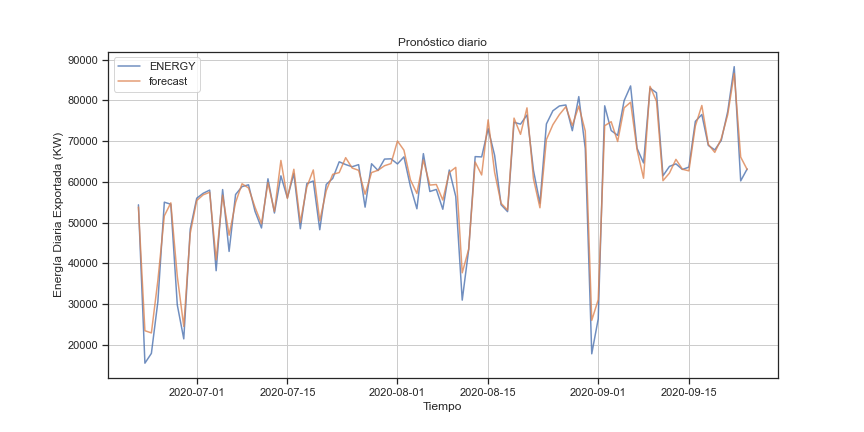 Pronóstico diario
ENERGY
forecast
Energía Diaria Exportada (KW)
90000
80000
70000
60000
50000
40000
30000
20000
2020-07-01 2020-07-15 2020-08-01 2020-08-15 2020-09-01 2020-09-15
Tiempo